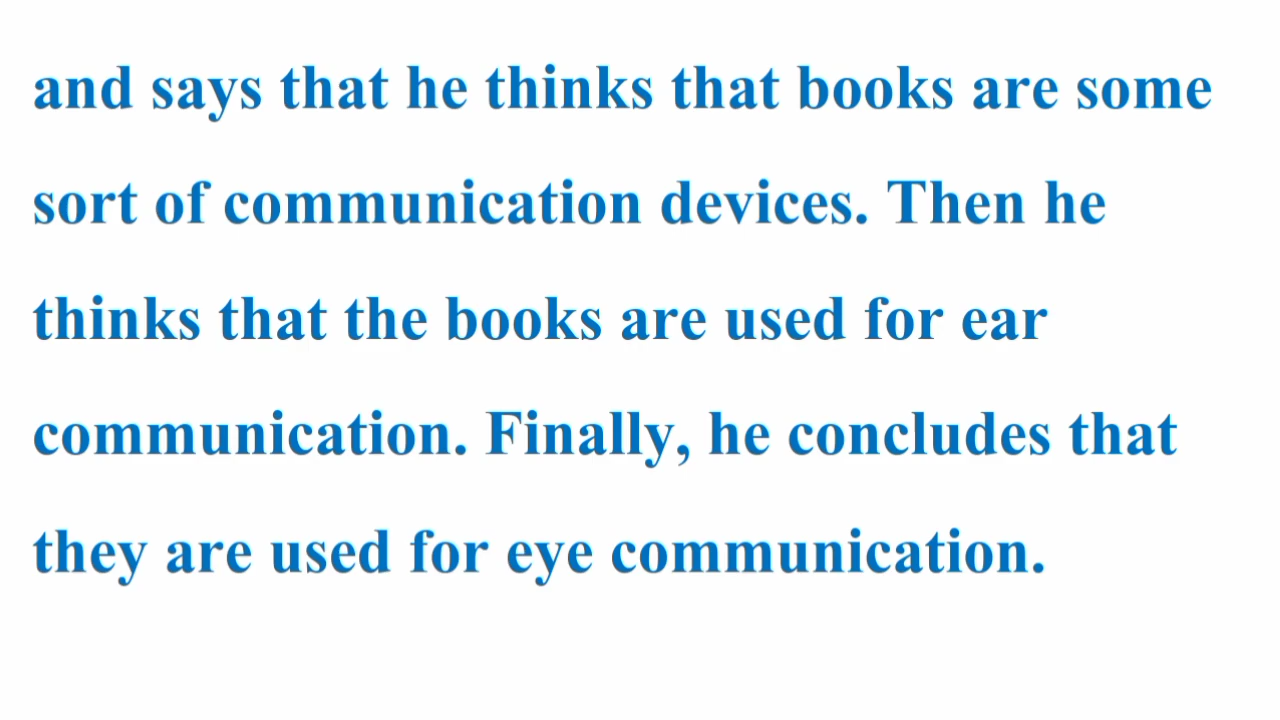 and says that he thinks that books are some
sort of communication devices. Then he
thinks that the books are used for ear
communication. Finally, he concludes that
they are used for eye communication.